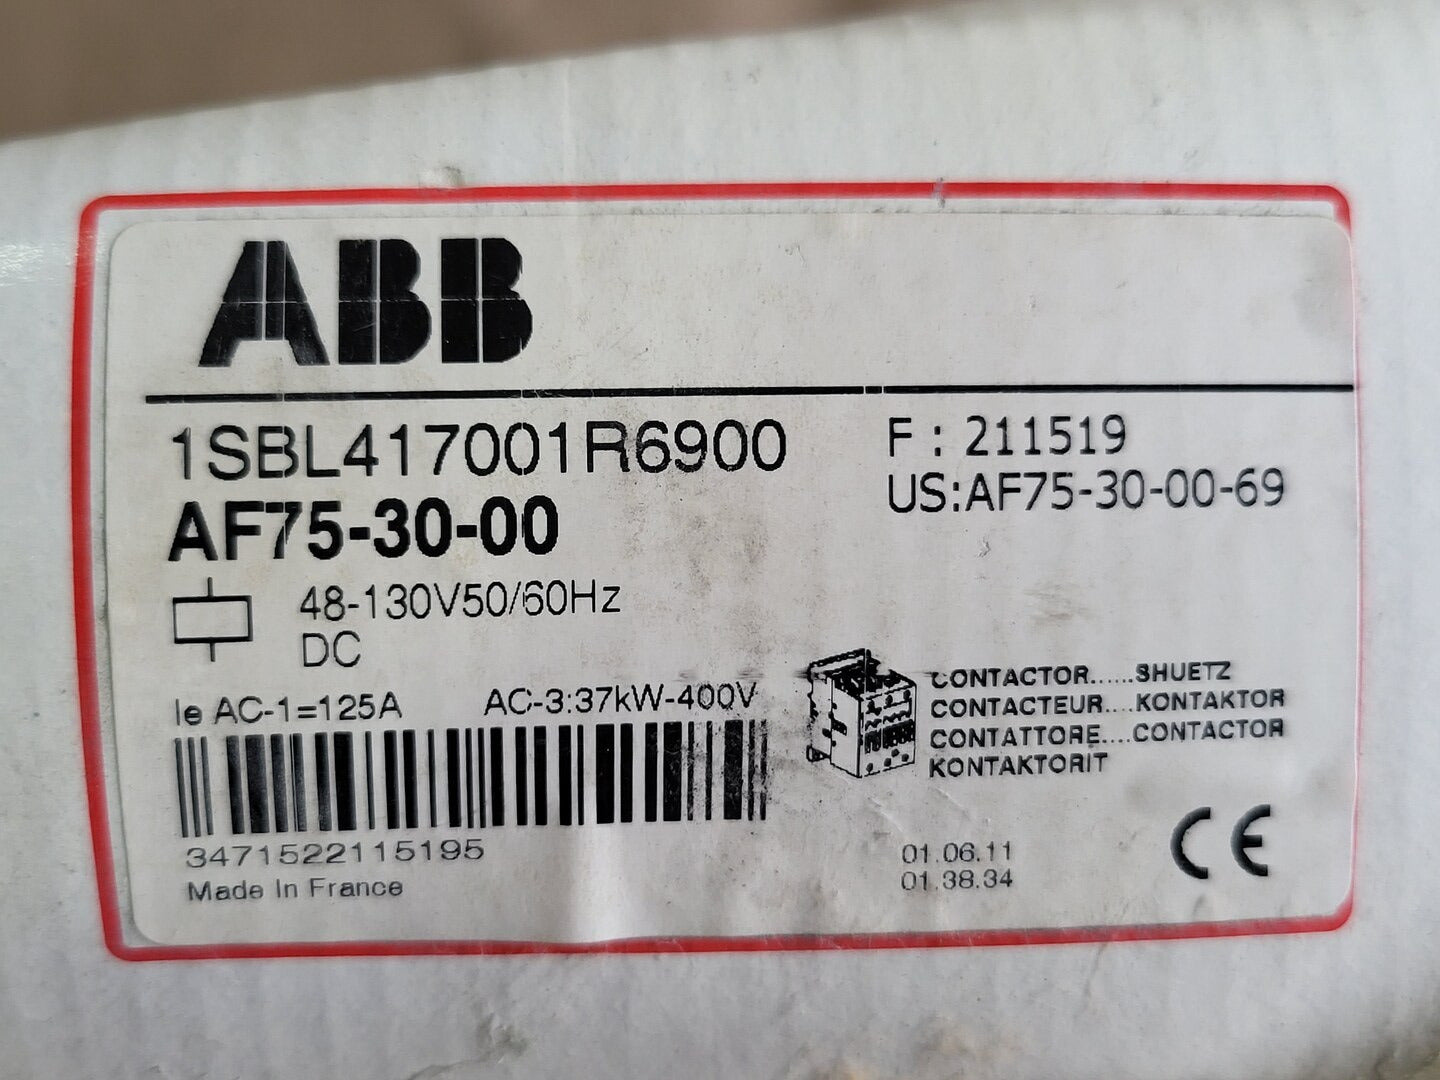 ABB
1SBL417001R6900
F : 211519
AF75-30-00
US:AF75-30-00-69
48-130V50/60Hz
DC
Ie AC-1=125A AC-3:37kW-400V
CONTACTOR......SHUETZ
CONTACTEUR....KONTAKTOR
CONTATTORE....CONTACTOR
KONTAKTORIT
3471522115195
Made In France
01.06.11
01.38.34
CE